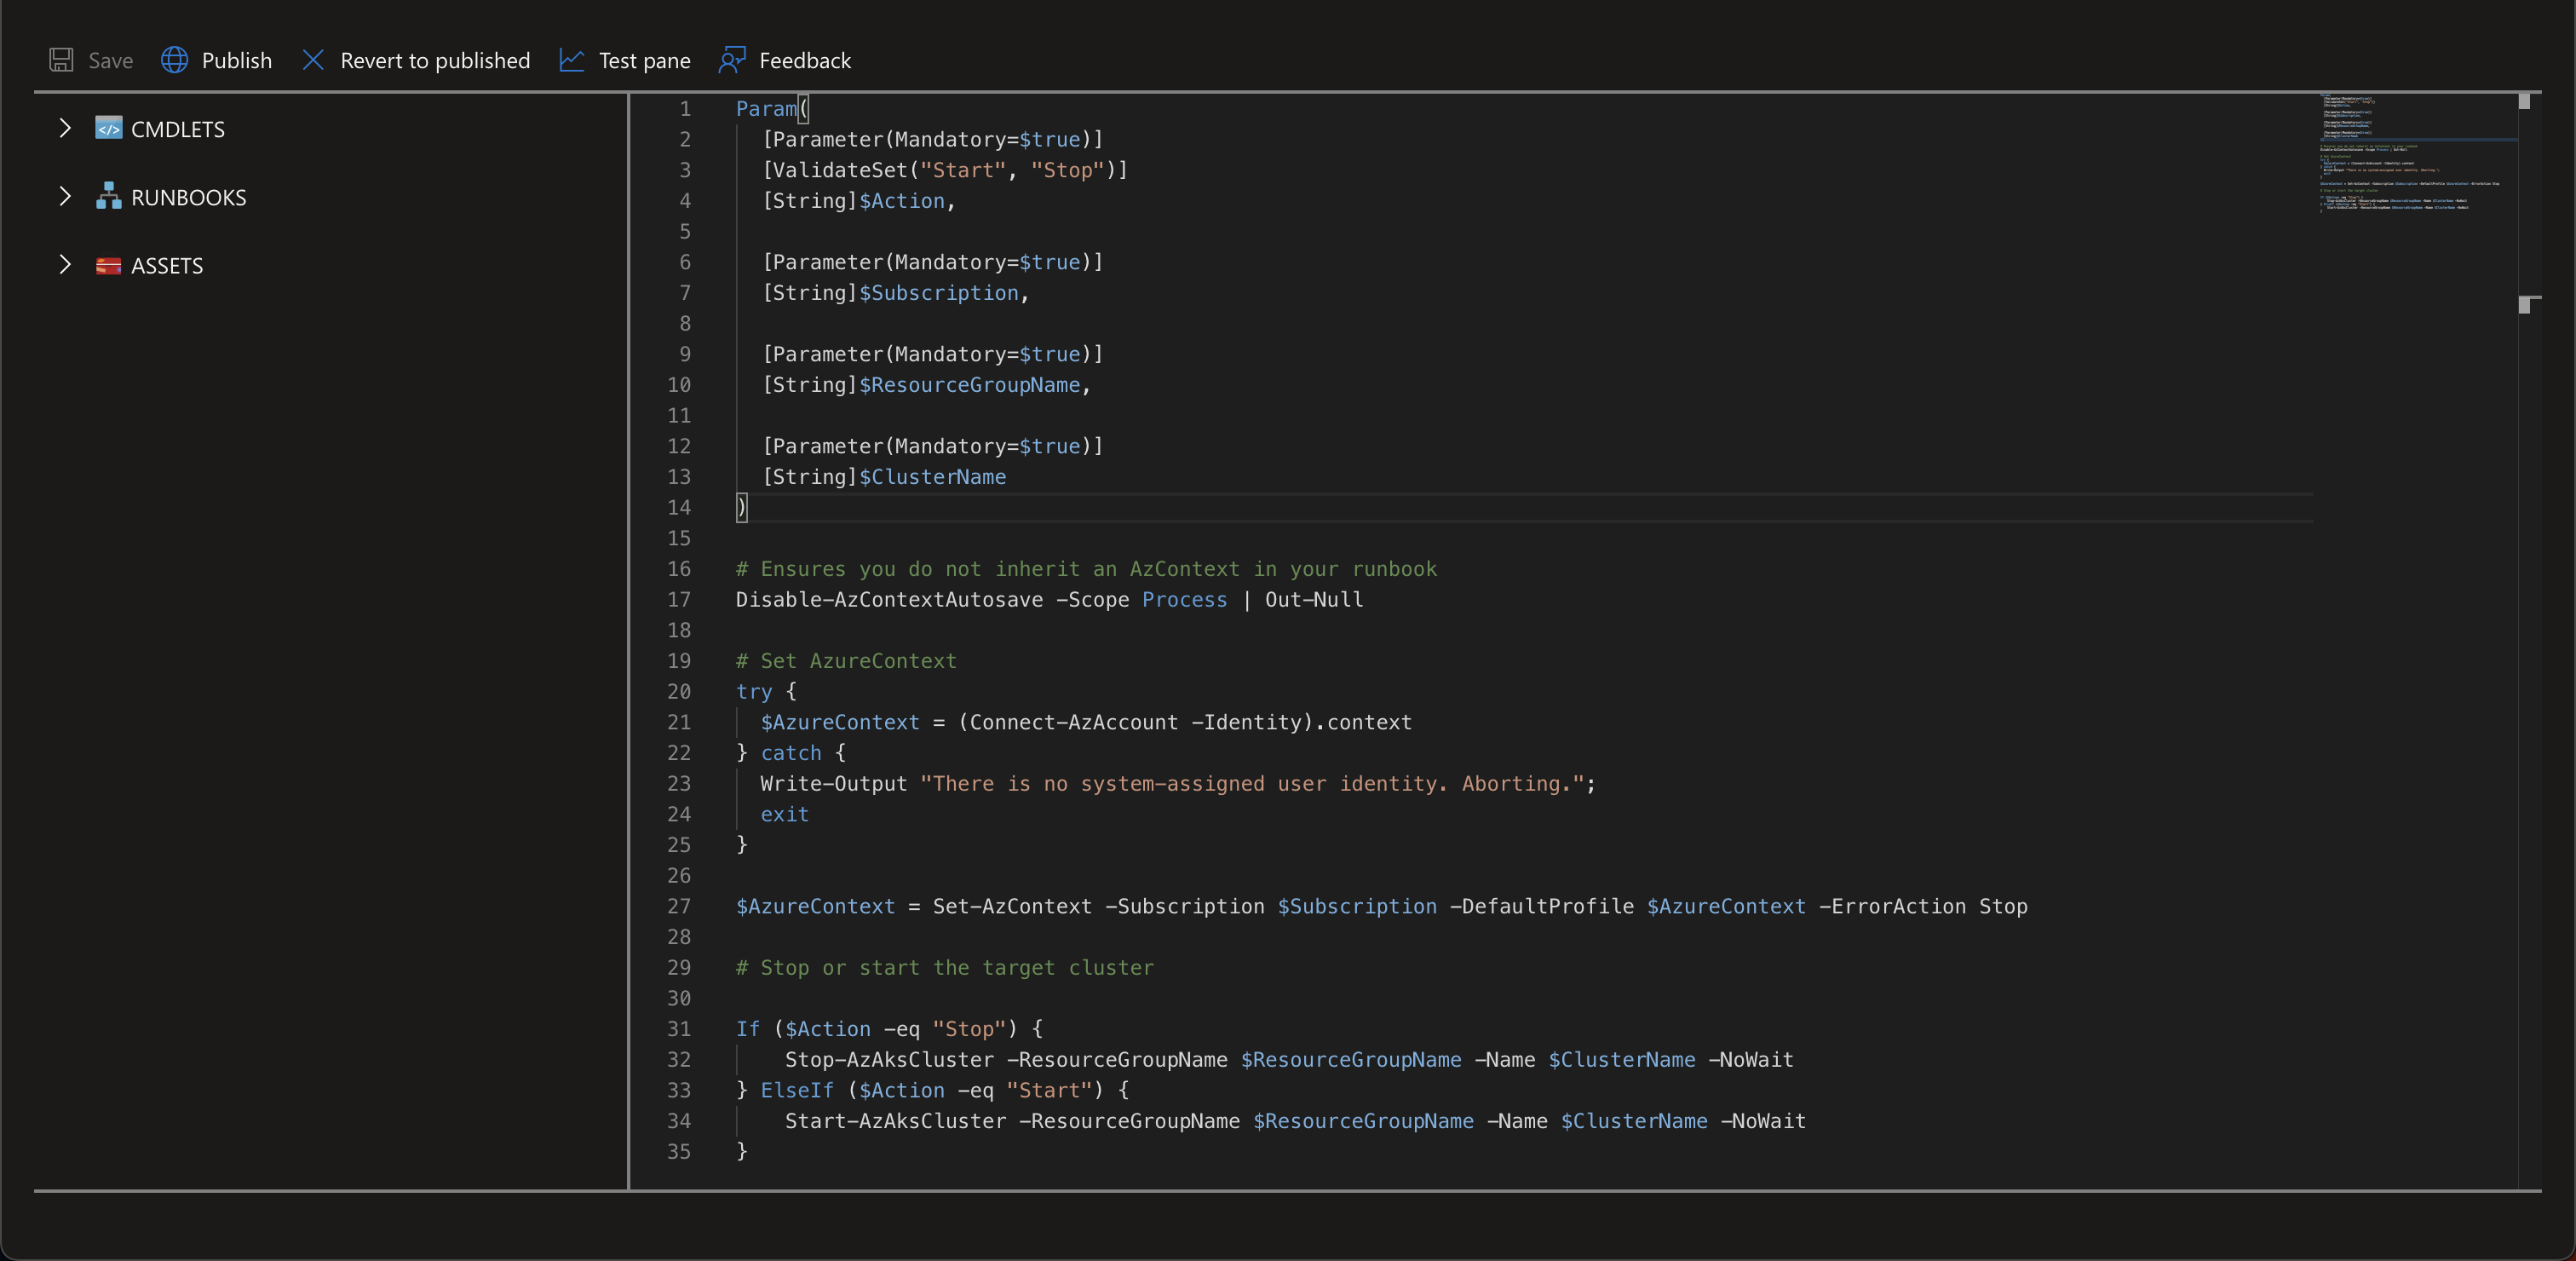 Save Publish Revert to published Test pane Feedback
CMDLETS
RUNBOOKS
ASSETS
1 Param(
2 [Parameter(Mandatory=$true)]
3 [ValidateSet("Start", "Stop")]
4 [String]$Action,
5
6 [Parameter(Mandatory=$true)]
7 [String]$Subscription,
8
9 [Parameter(Mandatory=$true)]
10 [String]$ResourceGroupName,
11
12 [Parameter(Mandatory=$true)]
13 [String]$ClusterName
14 )
15
16 # Ensures you do not inherit an AzContext in your runbook
17 Disable-AzContextAutosave -Scope Process | Out-Null
18
19 # Set AzureContext
20 try {
21 $AzureContext = (Connect-AzAccount -Identity).context
22 } catch {
23 Write-Output "There is no system-assigned user identity. Aborting.";
24 exit
25 }
26
27 $AzureContext = Set-AzContext -Subscription $Subscription -DefaultProfile $AzureContext -ErrorAction Stop
28
29 # Stop or start the target cluster
30
31 If ($Action -eq "Stop") {
32 Stop-AzAksCluster -ResourceGroupName $ResourceGroupName -Name $ClusterName -NoWait
33 } ElseIf ($Action -eq "Start") {
34 Start-AzAksCluster -ResourceGroupName $ResourceGroupName -Name $ClusterName -NoWait
35 }